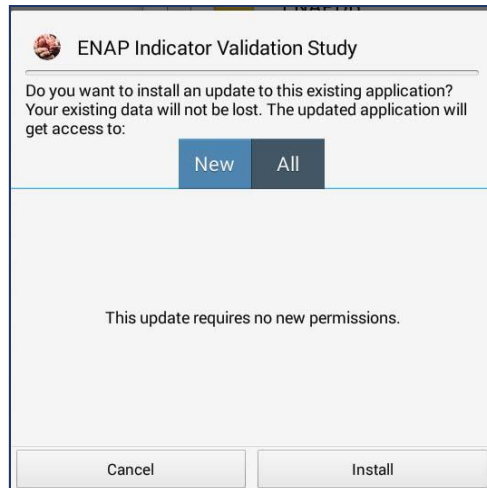 ENAP Indicator Validation Study
Do you want to install an update to this existing application?
Your existing data will not be lost. The updated application will
get access to:
New
All
This update requires no new permissions.
Cancel
Install